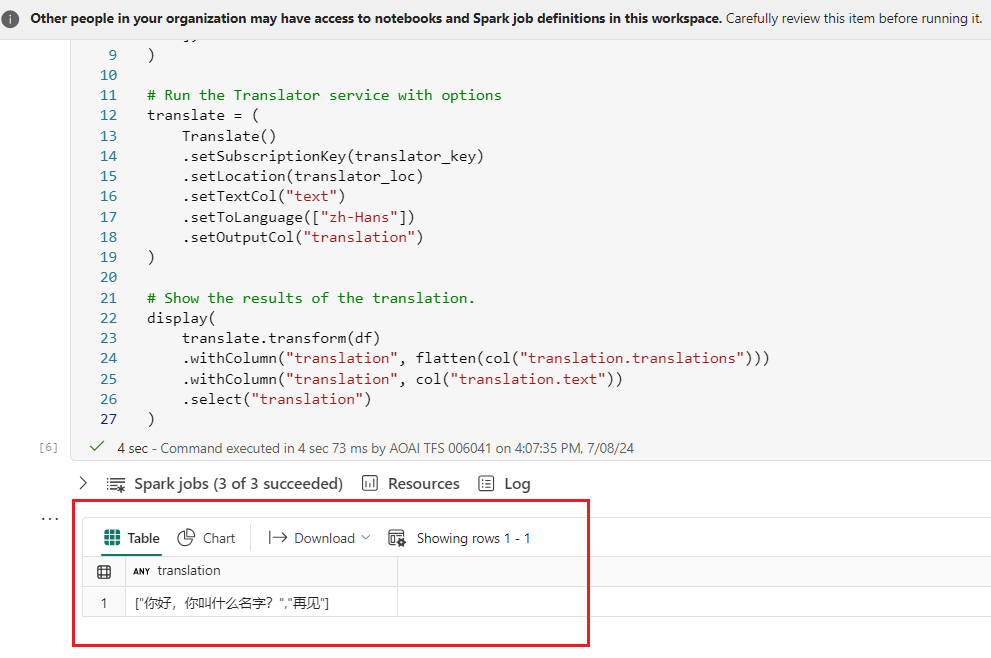 Other people in your organization may have access to notebooks and Spark job definitions in this workspace. Carefully review this item before running it.
9 )
10
11 # Run the Translator service with options
12 translate = (
13 Translate()
14 .setSubscriptionKey(translator_key)
15 .setLocation(translator_loc)
16 .setTextCol("text")
17 .setToLanguage(["zh-Hans"])
18 .setOutputCol("translation")
19 )
20
21 # Show the results of the translation.
22 display(
23 translate.transform(df)
24 .withColumn("translation", flatten(col("translation.translations")))
25 .withColumn("translation", col("translation.text"))
26 .select("translation")
27 )
[6] 4 sec - Command executed in 4 sec 73 ms by AOAI TFS 006041 on 4:07:35 PM, 7/08/24
Spark jobs (3 of 3 succeeded) Resources Log
Table Chart Download Showing rows 1 - 1
ANY translation
1 ["你好，你叫什么名字？","再见"]